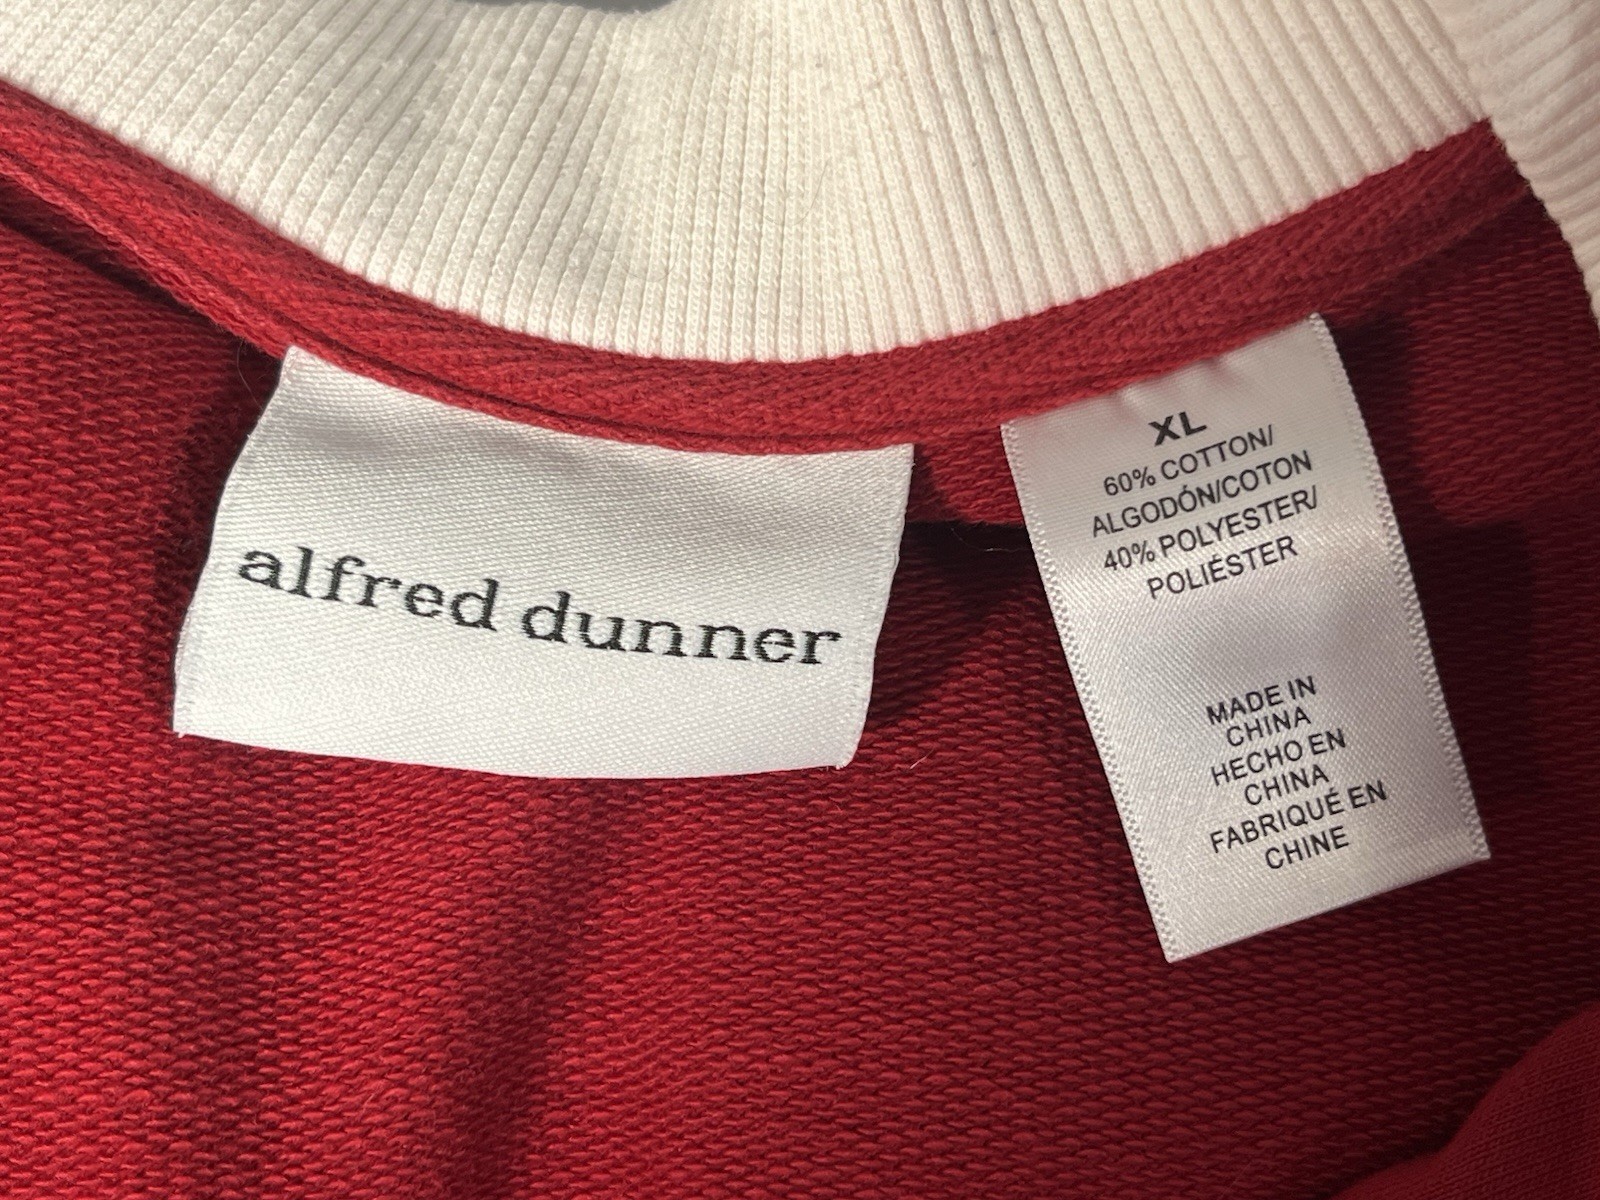 alfred dunner
XL
60% COTTON/
ALGODÓN/COTON
40% POLYESTER/
POLIÉSTER
MADE IN
CHINA
HECHO EN
CHINA
FABRIQUÉ EN
CHINE